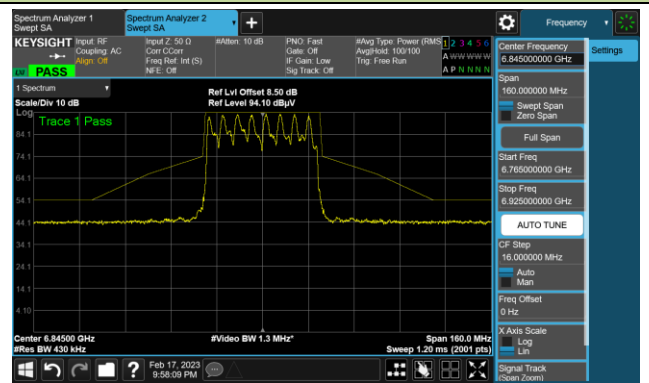 Spectrum Analyzer 1
Swept SA
Spectrum Analyzer 2
Swept SA
Frequency
KEYSIGHT
Input: RF
Coupling: AC
Align: Off
Input Z: 50 Ω
Corr CCorr
Freq Ref: Int (S)
NFE: Off
#Atten: 10 dB
PNO: Fast
Gate: Off
IF Gain: Low
Sig Track: Off
#Avg Type: Power (RMS
Avg|Hold: 100/100
Trig: Free Run
1 2 3 4 5 6
A W W W W W
A P N N N N
PASS
1 Spectrum
Scale/Div 10 dB
Ref Lvl Offset 8.50 dB
Ref Level 94.10 dBµV
Log
Trace 1 Pass
84.1
74.1
64.1
54.1
44.1
34.1
24.1
14.1
4.10
Center 6.84500 GHz
#Res BW 430 kHz
#Video BW 1.3 MHz*
Span 160.0 MHz
Sweep 1.20 ms (2001 pts)
Feb 17, 2023
9:58:09 PM
Settings
Center Frequency
6.845000000 GHz
Span
160.000000 MHz
Swept Span
Zero Span
Full Span
Start Freq
6.765000000 GHz
Stop Freq
6.925000000 GHz
AUTO TUNE
CF Step
16.000000 MHz
Auto
Man
Freq Offset
0 Hz
X Axis Scale
Log
Lin
Signal Track
(Span Zoom)